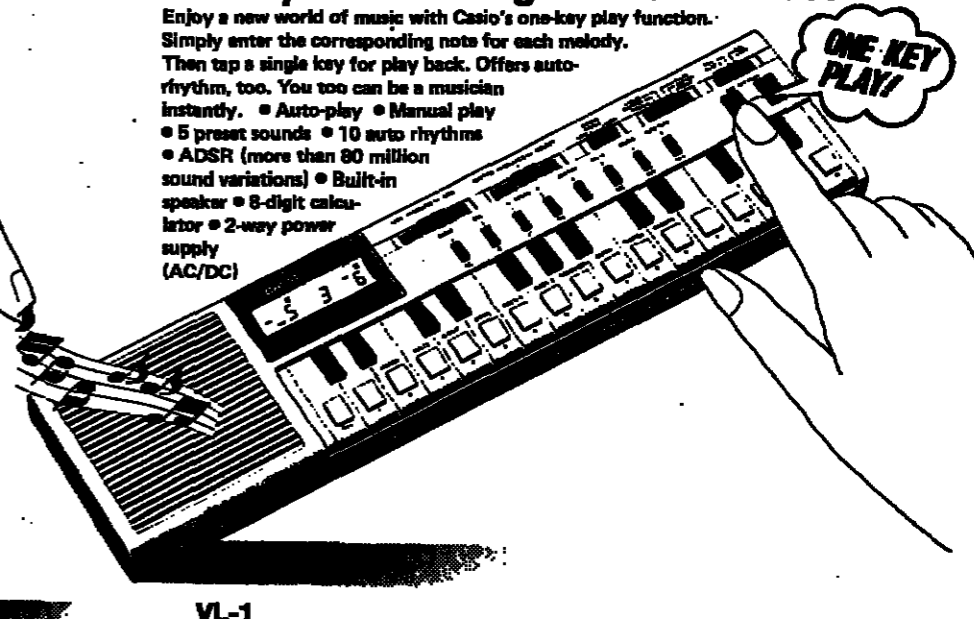 Enjoy a new world of music with Casio's one-key play function.
Simply enter the corresponding note for each melody.
Then tap a single key for play back. Offers auto-
rhythm, too. You too can be a musician
instantly. • Auto-play • Manual play
• 5 preset sounds • 10 auto rhythms
• ADSR (more than 80 million
sound variations) • Built-in
speaker • 8-digit calcu-
lator • 2-way power
supply
(AC/DC)
ONE-KEY
PLAY!
VL-1